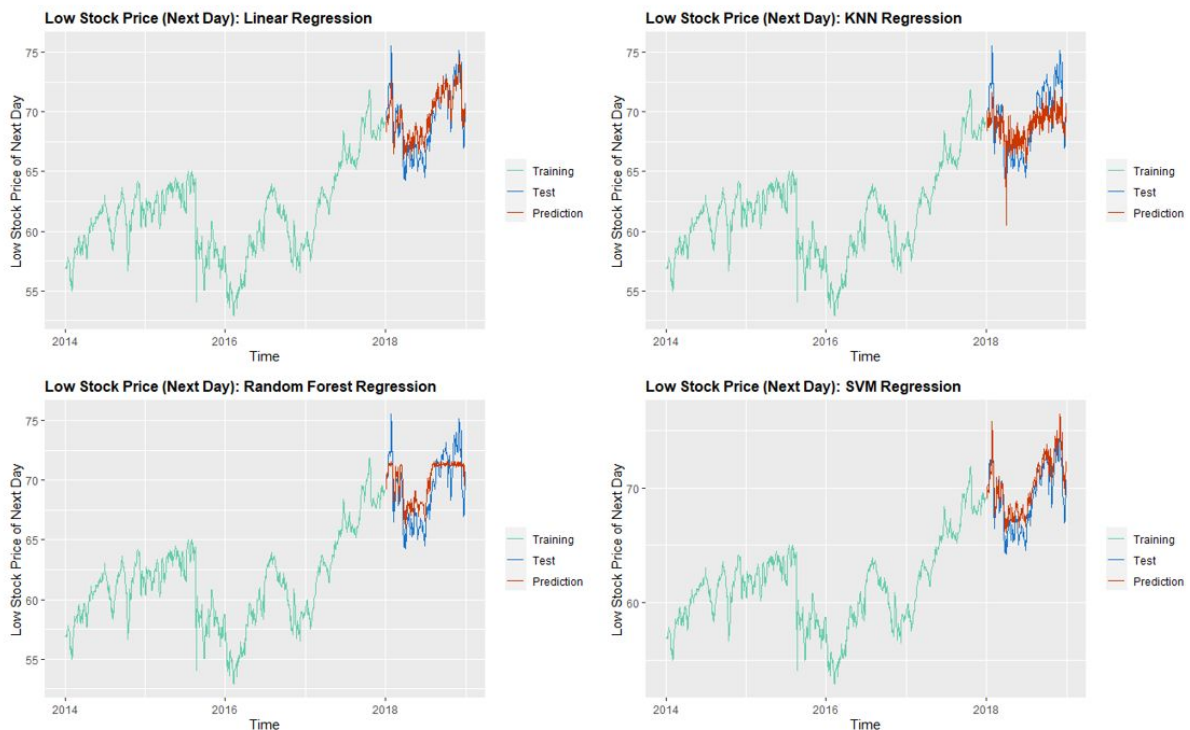 Low Stock Price (Next Day): Linear Regression
Low Stock Price of Next Day
75
70
65
60
55
2014
2016
2018
Time
Training
Test
Prediction
Low Stock Price (Next Day): KNN Regression
Low Stock Price of Next Day
75
70
65
60
55
2014
2016
2018
Time
Training
Test
Prediction
Low Stock Price (Next Day): Random Forest Regression
Low Stock Price of Next Day
75
70
65
60
55
2014
2016
2018
Time
Training
Test
Prediction
Low Stock Price (Next Day): SVM Regression
Low Stock Price of Next Day
70
60
2014
2016
2018
Time
Training
Test
Prediction